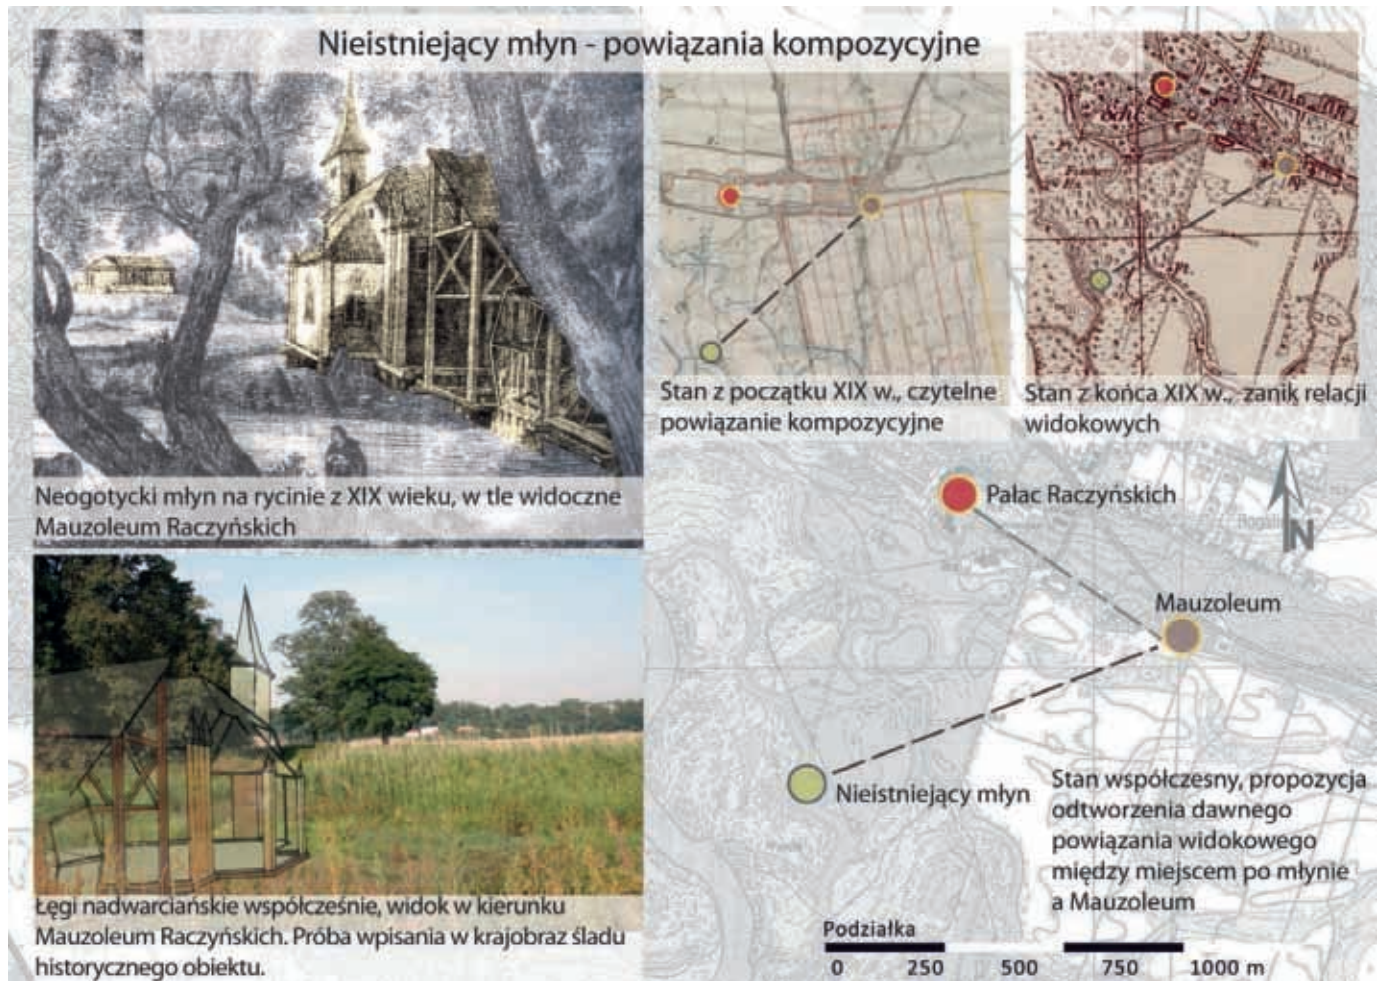 Nieistniejący młyn - powiązania kompozycyjne
Neogotycki młyn na rycinie z XIX wieku, w tle widoczne
Mauzoleum Raczyńskich
Stan z początku XIX w., czytelne
powiązanie kompozycyjne
Stan z końca XIX w., zanik relacji
widokowych
Łęgi nadwarciańskie współcześnie, widok w kierunku
Mauzoleum Raczyńskich. Próba wpisania w krajobraz śladu
historycznego obiektu.
Pałac Raczyńskich
N
Mauzoleum
Nieistniejący młyn
Stan współczesny, propozycja
odtworzenia dawnego
powiązania widokowego
między miejscem po młynie
a Mauzoleum
Podziałka
0 250 500 750 1000 m